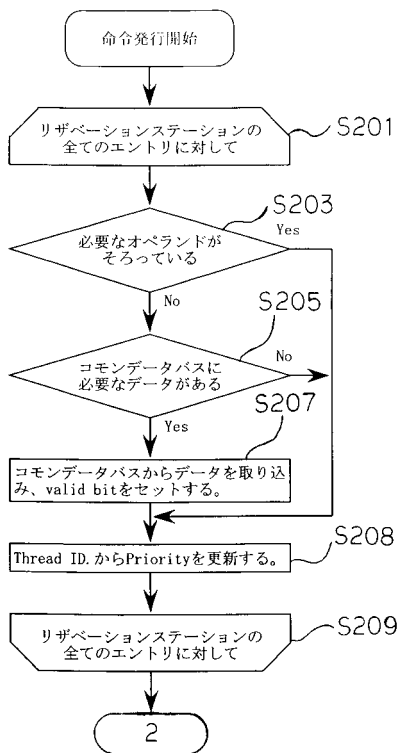 命令発行開始
リザベーションステーションの
全てのエントリに対して
S201
S203
必要なオペランドが
そろっている
Yes
No
S205
コモンデータバスに
必要なデータがある
No
Yes
S207
コモンデータバスからデータを取り込
み、valid bitをセットする。
S208
Thread ID.からPriorityを更新する。
S209
リザベーションステーションの
全てのエントリに対して
2